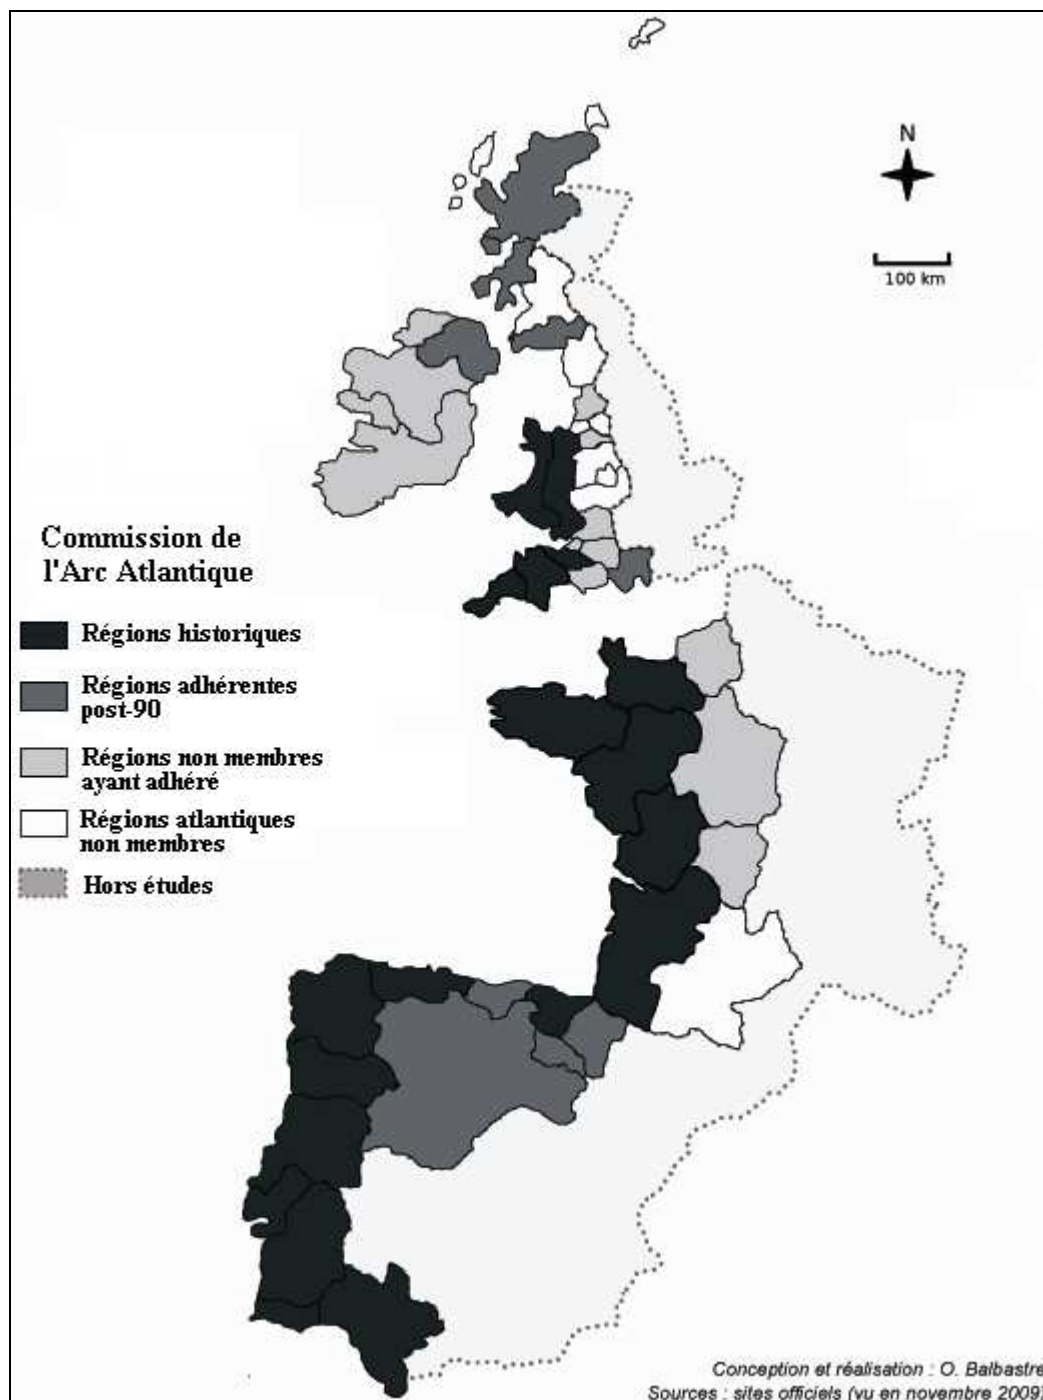 N
100 km
Commission de
l'Arc Atlantique
Régions historiques
Régions adhérentes
post-90
Régions non membres
ayant adhéré
Régions atlantiques
non membres
Hors études
Conception et réalisation : O. Balbastre
Sources : sites officiels (vu en novembre 2009)